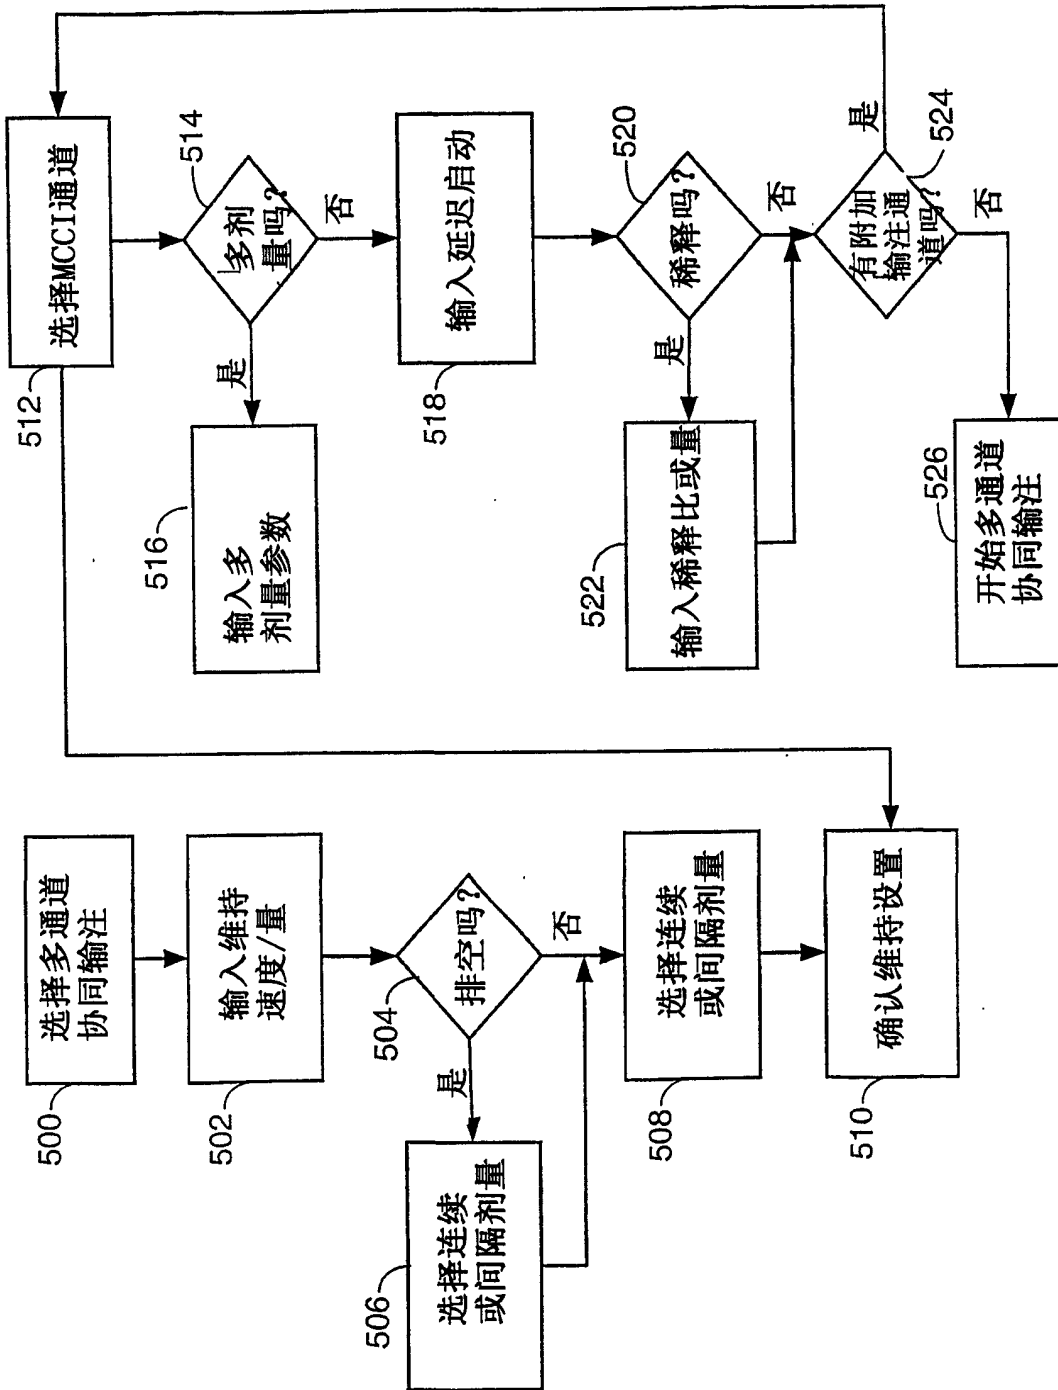 选择多通道
协同输注
500
输入维持
速度/量
502
排空吗?
504
是
否
选择连续
或间隔剂量
506
选择连续
或间隔剂量
508
确认维持设置
510
选择MCCI通道
512
多剂
量吗?
514
是
否
输入多
剂量参数
516
输入延迟启动
518
稀释吗?
520
是
否
输入稀释比或量
522
有附加
输注通
道吗?
524
是
否
开始多通道
协同输注
526